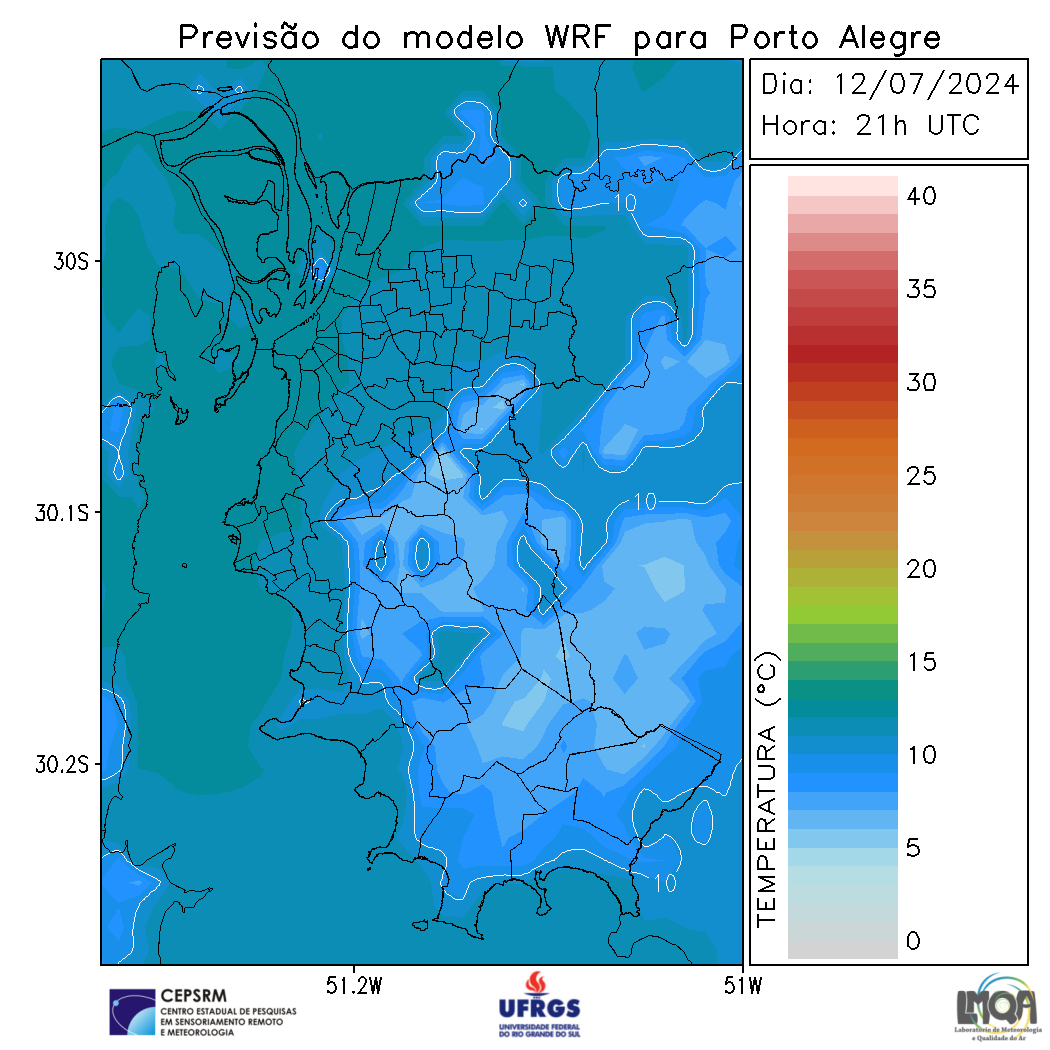 Previsão do modelo WRF para Porto Alegre
Dia: 12/07/2024
Hora: 21h UTC
40
35
30
25
20
15
10
5
0
TEMPERATURA (°C)
30S
30.1S
30.2S
51.2W
51W
10
10
10
CEPSRM
CENTRO ESTADUAL DE PESQUISAS
EM SENSORIAMENTO REMOTO
E METEOROLOGIA
UFRGS
UNIVERSIDADE FEDERAL
DO RIO GRANDE DO SUL
LMQA
Laboratório de Meteorologia
e Qualidade do Ar